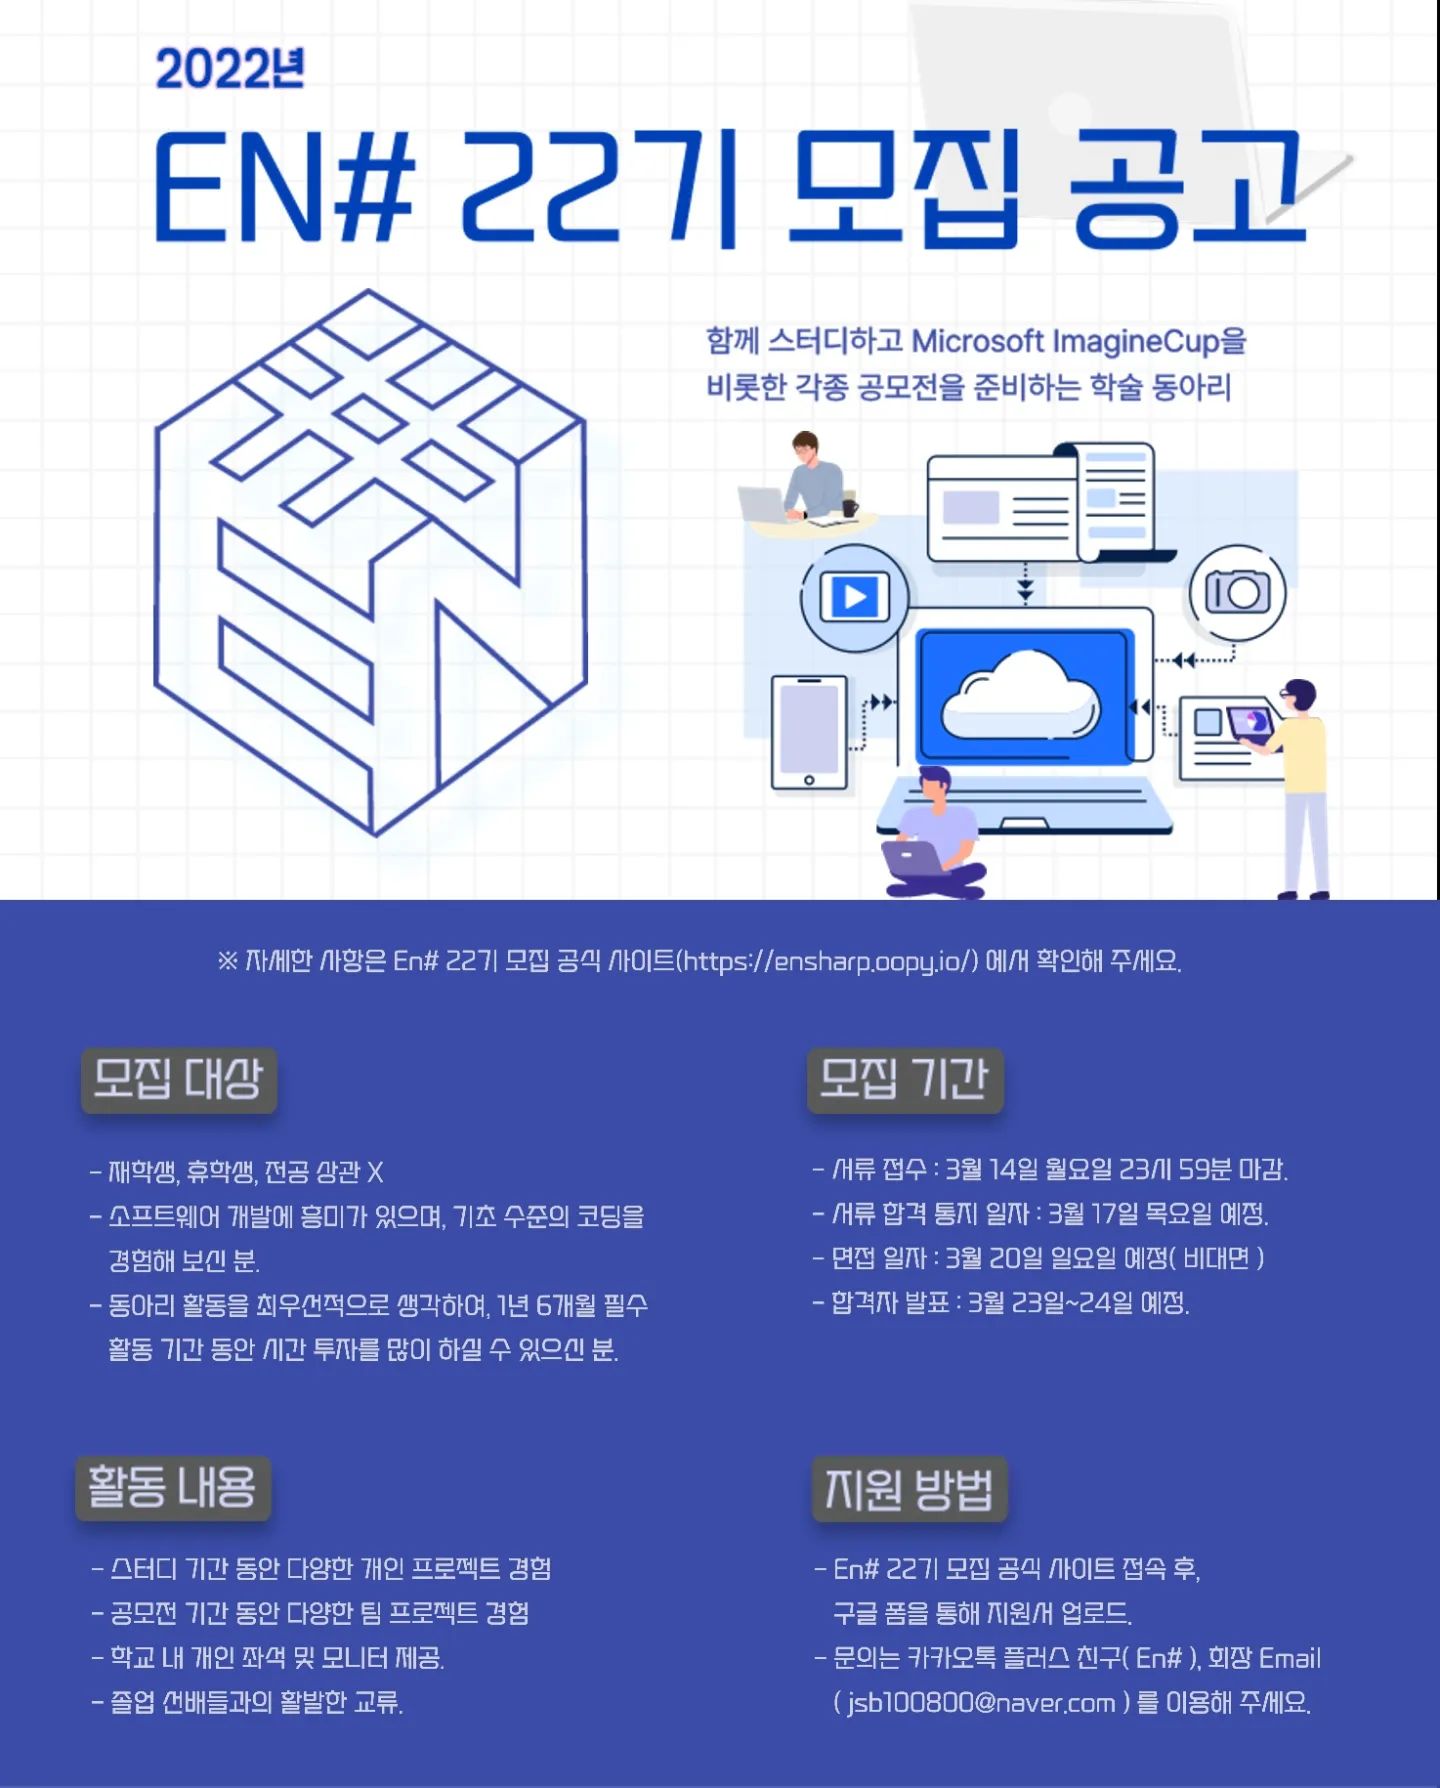 2022년
EN# 22기 모집 공고
함께 스터디하고 Microsoft ImagineCup을
비롯한 각종 공모전을 준비하는 학술 동아리
EN#
※ 자세한 사항은 En# 22기 모집 공식 사이트(https://ensharp.oopy.io/) 에서 확인해 주세요.
모집 대상
- 재학생, 휴학생, 전공 상관 X
- 소프트웨어 개발에 흥미가 있으며, 기초 수준의 코딩을
경험해 보신 분.
- 동아리 활동을 최우선적으로 생각하여, 1년 6개월 필수
활동 기간 동안 시간 투자를 많이 하실 수 있으신 분.
모집 기간
- 서류 접수 : 3월 14일 월요일 23시 59분 마감.
- 서류 합격 통지 일자 : 3월 17일 목요일 예정.
- 면접 일자 : 3월 20일 일요일 예정( 비대면 )
- 합격자 발표 : 3월 23일~24일 예정.
활동 내용
- 스터디 기간 동안 다양한 개인 프로젝트 경험
- 공모전 기간 동안 다양한 팀 프로젝트 경험
- 학교 내 개인 좌석 및 모니터 제공.
- 졸업 선배들과의 활발한 교류.
지원 방법
- En# 22기 모집 공식 사이트 접속 후,
구글 폼을 통해 지원서 업로드.
- 문의는 카카오톡 플러스 친구( En# ), 회장 Email
( jsb100800@naver.com ) 를 이용해 주세요.